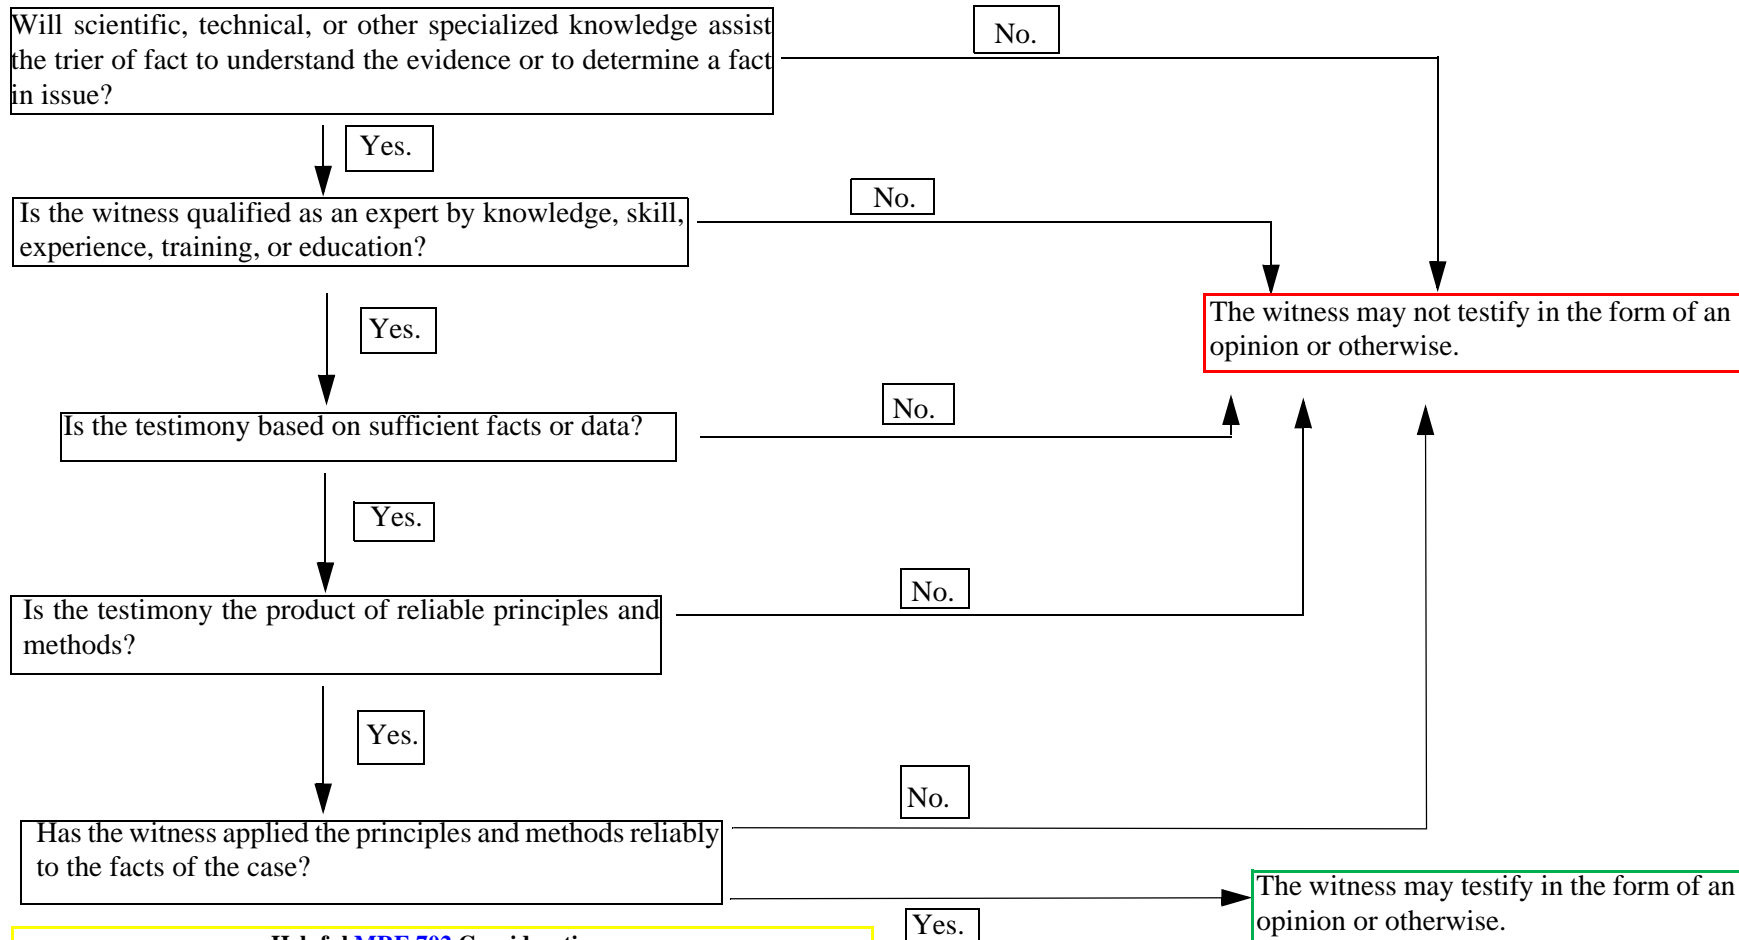 Will scientific, technical, or other specialized knowledge assist
the trier of fact to understand the evidence or to determine a fact
in issue?
No.
Yes.
Is the witness qualified as an expert by knowledge, skill,
experience, training, or education?
No.
Yes.
The witness may not testify in the form of an
opinion or otherwise.
Is the testimony based on sufficient facts or data?
No.
Yes.
Is the testimony the product of reliable principles and
methods?
No.
Yes.
Has the witness applied the principles and methods reliably
to the facts of the case?
No.
Yes.
The witness may testify in the form of an
opinion or otherwise.
Helpful MRE 702